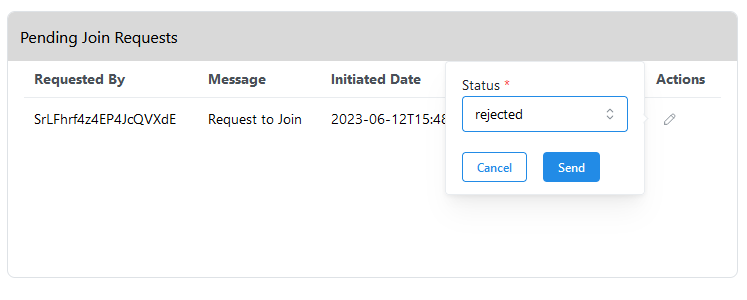 Pending Join Requests
Requested By Message Initiated Date Actions
SrLFhrf4z4EP4JcQVXdE Request to Join 2023-06-12T15:48
Status *
rejected
Cancel Send